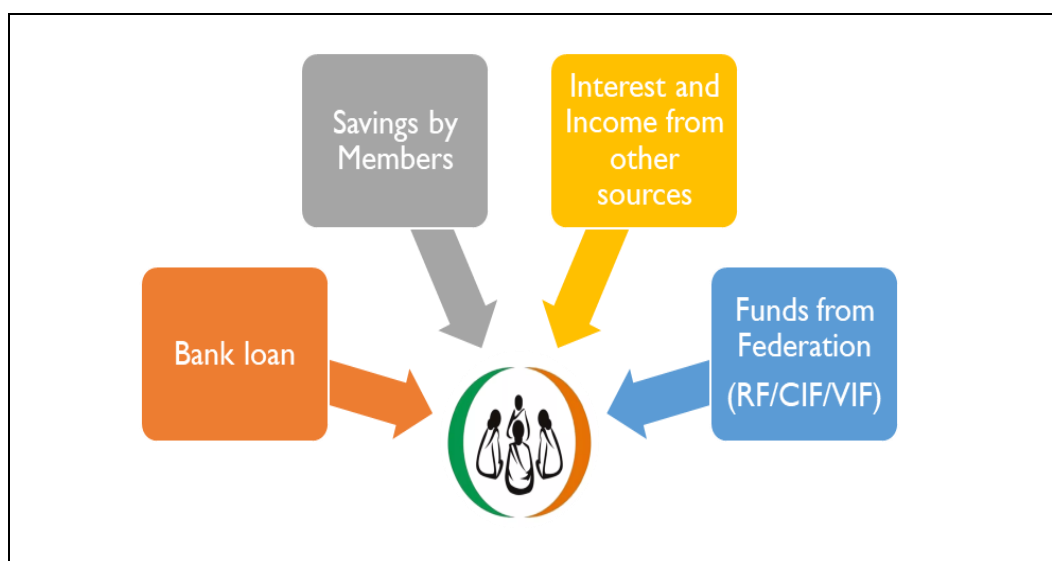 Savings by
Members
Interest and
Income from
other
sources
Bank loan
Funds from
Federation
(RF/CIF/VIF)